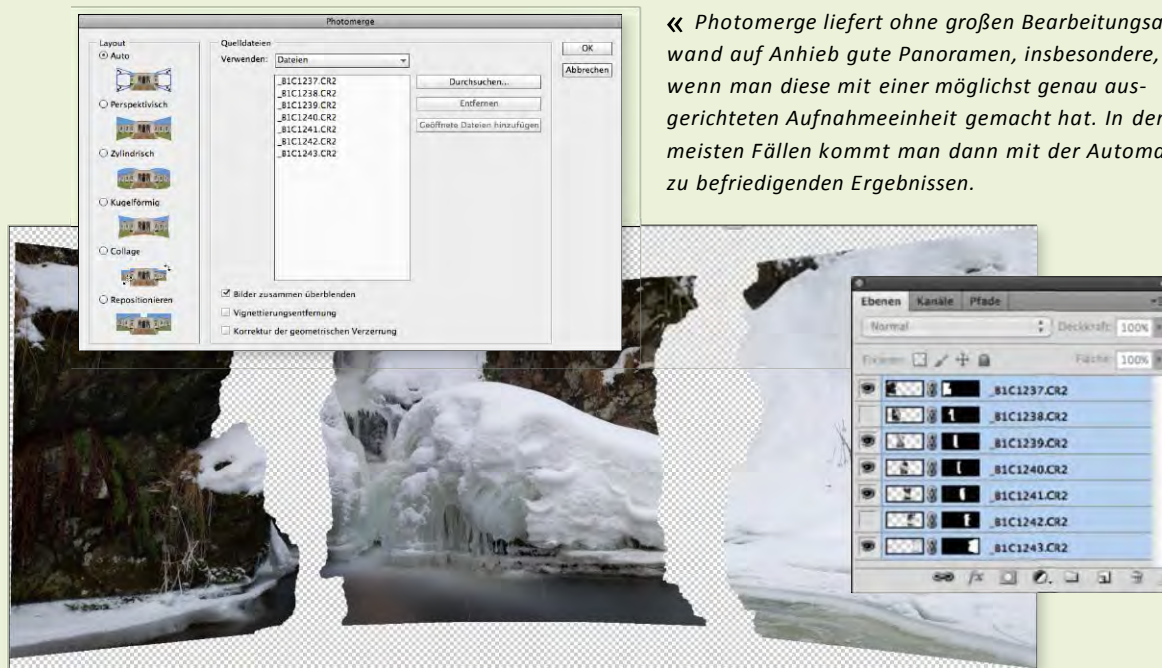 Photomerge
« Photomerge liefert ohne großen Bearbeitungsa
wand auf Anhieb gute Panoramen, insbesondere,
wenn man diese mit einer möglichst genau aus-
gerichteten Aufnahmeeinheit gemacht hat. In der
meisten Fällen kommt man dann mit der Automa
zu befriedigenden Ergebnissen.
Layout
Auto
Perspektivisch
Zylindrisch
Kugelförmig
Collage
Repositionieren
Quelldateien
Verwenden: Dateien
_B1C1237.CR2
_B1C1238.CR2
_B1C1239.CR2
_B1C1240.CR2
_B1C1241.CR2
_B1C1242.CR2
_B1C1243.CR2
Durchsuchen...
Entfernen
Geöffnete Dateien hinzufügen
OK
Abbrechen
Bilder zusammen überblenden
Vignettierungsentfernung
Korrektur der geometrischen Verzerrung
Ebenen Kanäle Pfade
Normal Deckkraft: 100%
Fixieren: Fläche: 100%
_B1C1237.CR2
_B1C1238.CR2
_B1C1239.CR2
_B1C1240.CR2
_B1C1241.CR2
_B1C1242.CR2
_B1C1243.CR2
fx